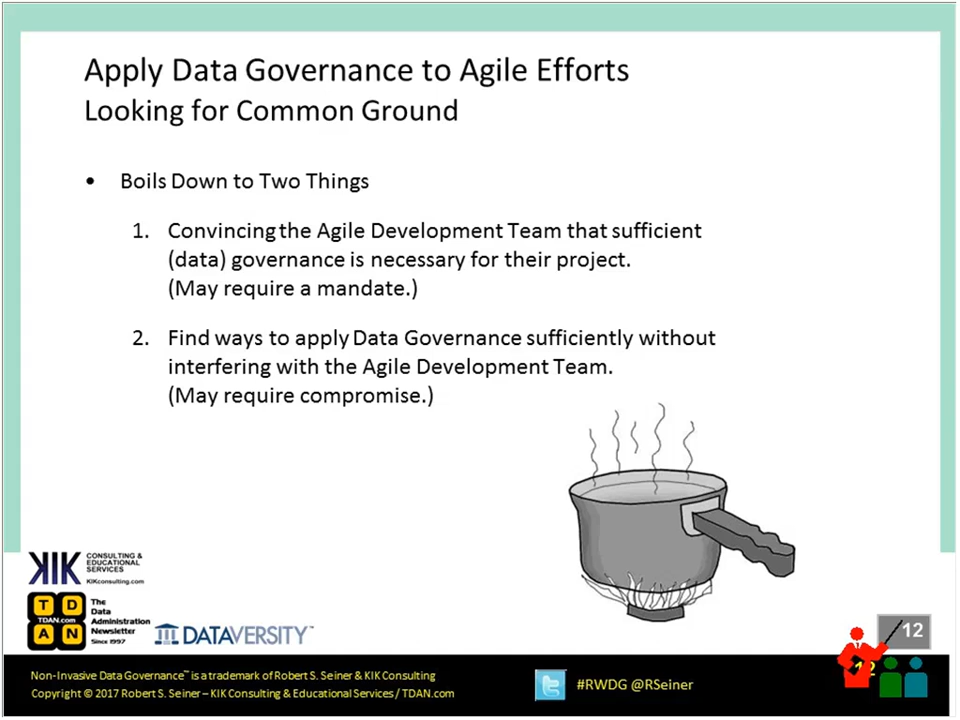 Apply Data Governance to Agile Efforts
Looking for Common Ground
• Boils Down to Two Things
1. Convincing the Agile Development Team that sufficient
(data) governance is necessary for their project.
(May require a mandate.)
2. Find ways to apply Data Governance sufficiently without
interfering with the Agile Development Team.
(May require compromise.)
KIK
CONSULTING &
EDUCATIONAL
SERVICES
KIKconsulting.com
T D
TDAN.com
A N
The
Data
Administration
Newsletter
Since 1997
DATAVERSITY™
12
12
Non-Invasive Data Governance™ is a trademark of Robert S. Seiner & KIK Consulting
Copyright © 2017 Robert S. Seiner – KIK Consulting & Educational Services / TDAN.com
#RWDG @RSeiner